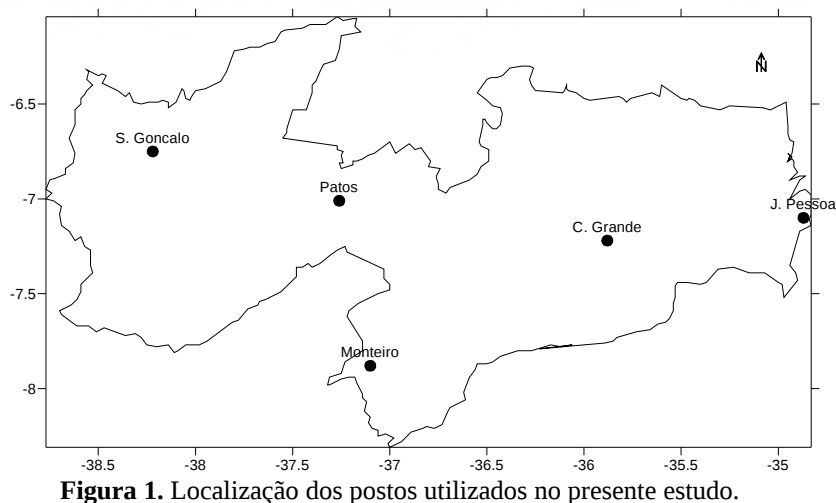 N
-6.5
S. Goncalo
Patos
-7
J. Pessoa
C. Grande
-7.5
Monteiro
-8
-38.5 -38 -37.5 -37 -36.5 -36 -35.5 -35
Figura 1. Localização dos postos utilizados no presente estudo.